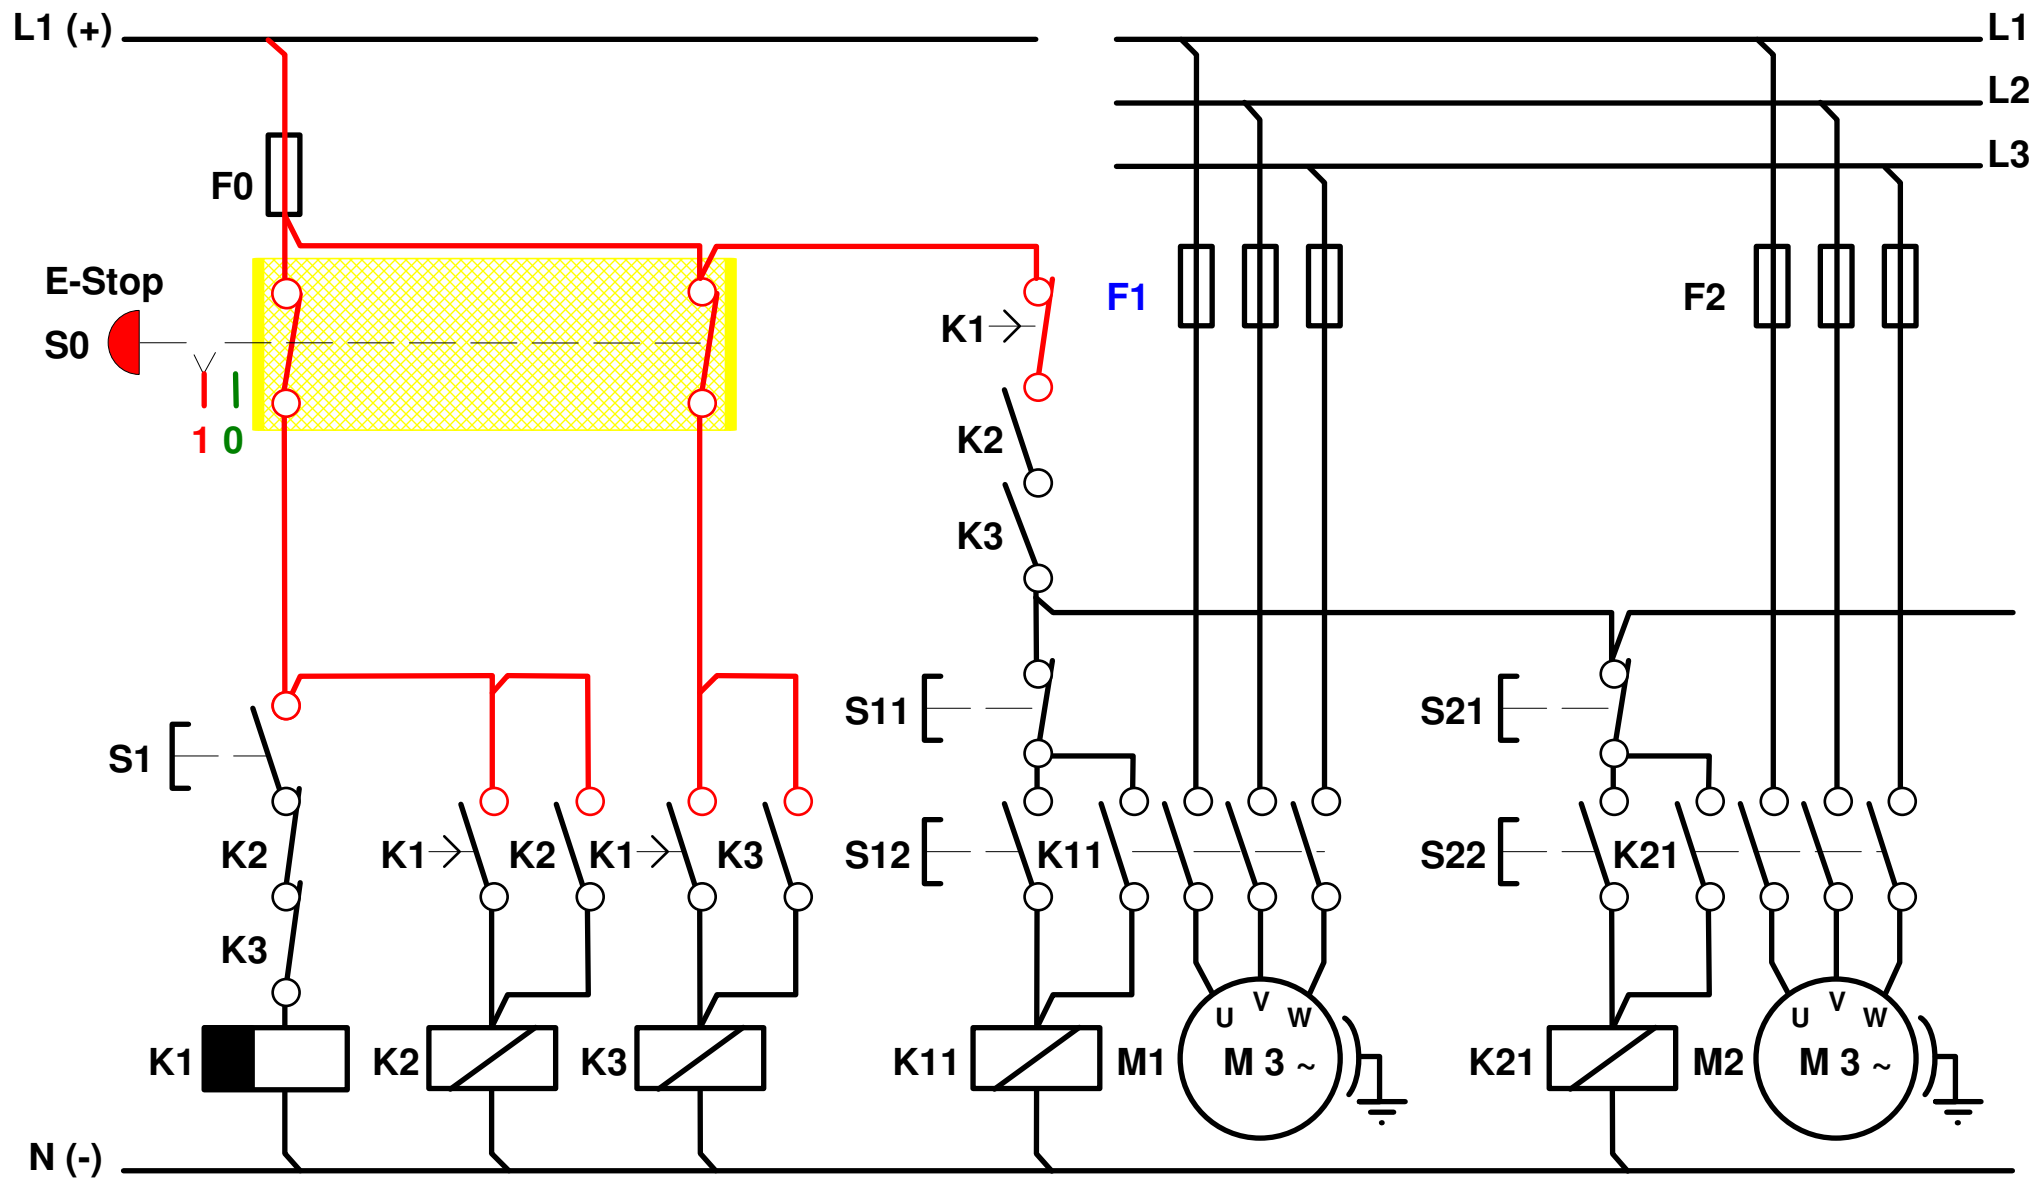 L1 (+)
L1
L2
L3
F0
E-Stop
S0
1 0
K1
F1
F2
K2
K3
S1
S11
S21
K2
K1
K2
K1
K3
S12
K11
S22
K21
K3
U V W
U V W
K1
K2
K3
K11
M1
M 3 ~
K21
M2
M 3 ~
N (-)